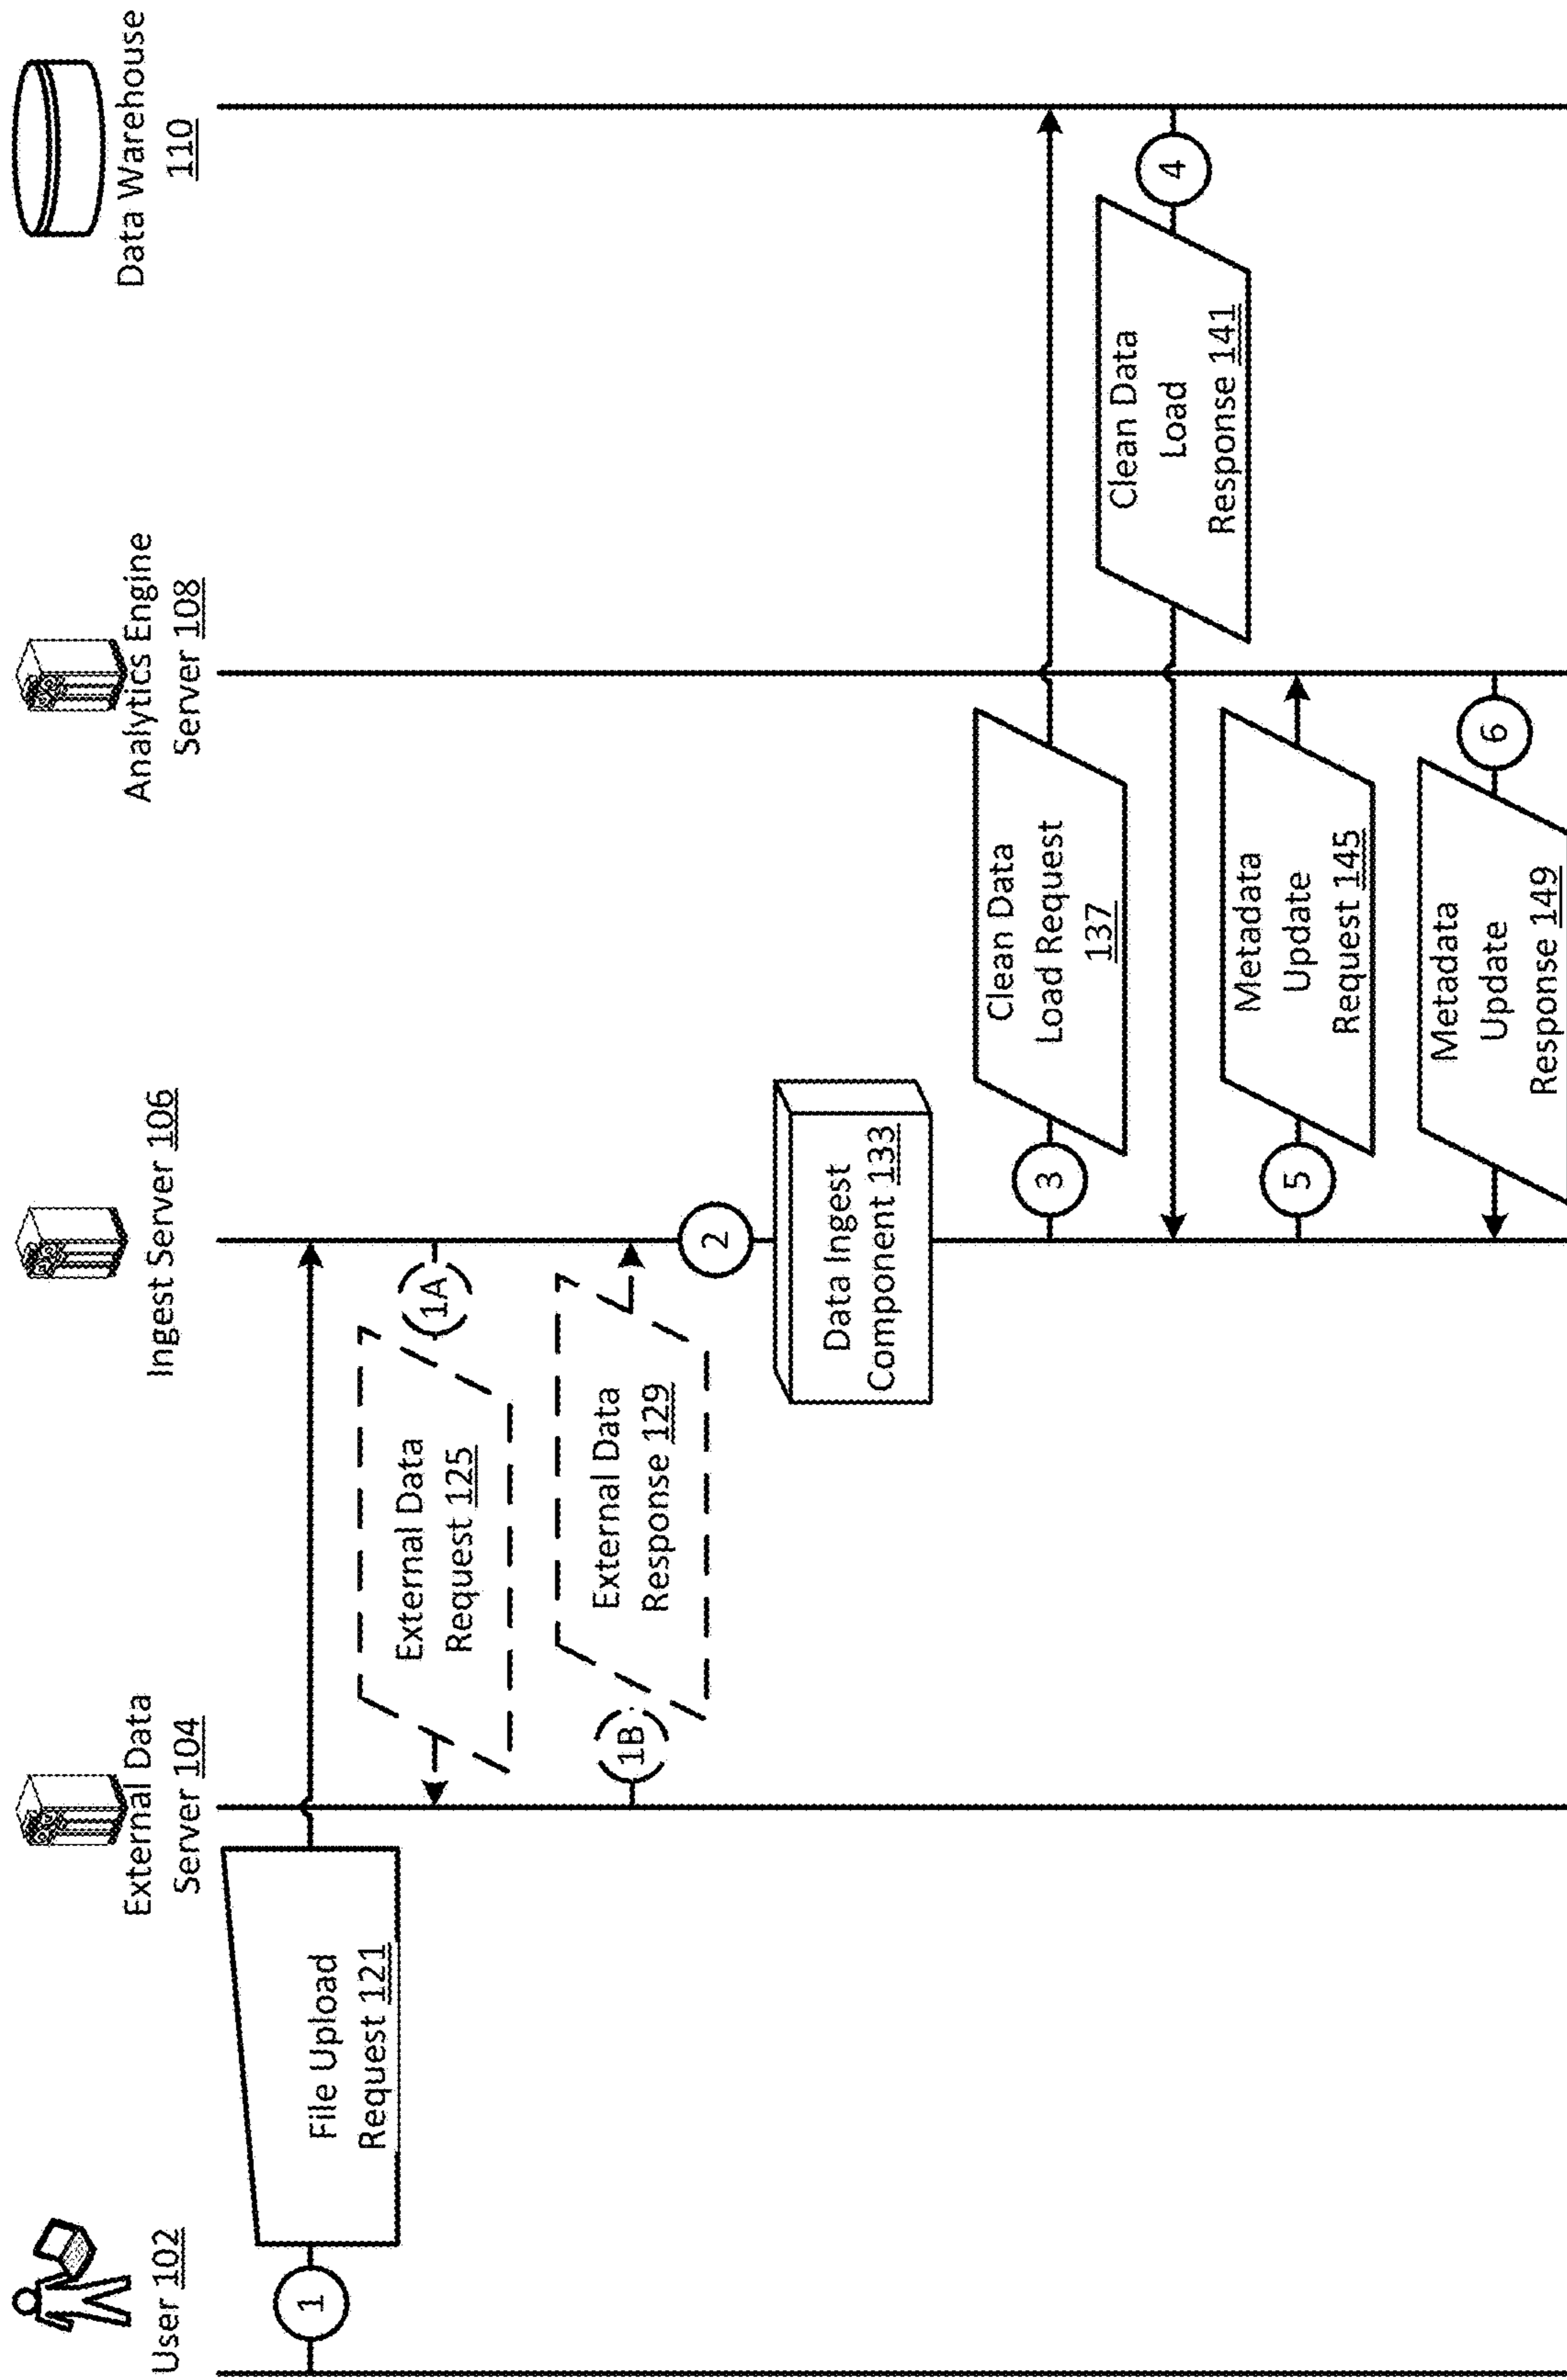 User 102
External Data
Server 104
Ingest Server 106
Analytics Engine
Server 108
Data Warehouse
110
1
File Upload
Request 121
External Data
Request 125
1A
1B
External Data
Response 129
2
Data Ingest
Component 133
3
Clean Data
Load Request
137
Clean Data
Load
Response 141
4
5
Metadata
Update
Request 145
Metadata
Update
Response 149
6